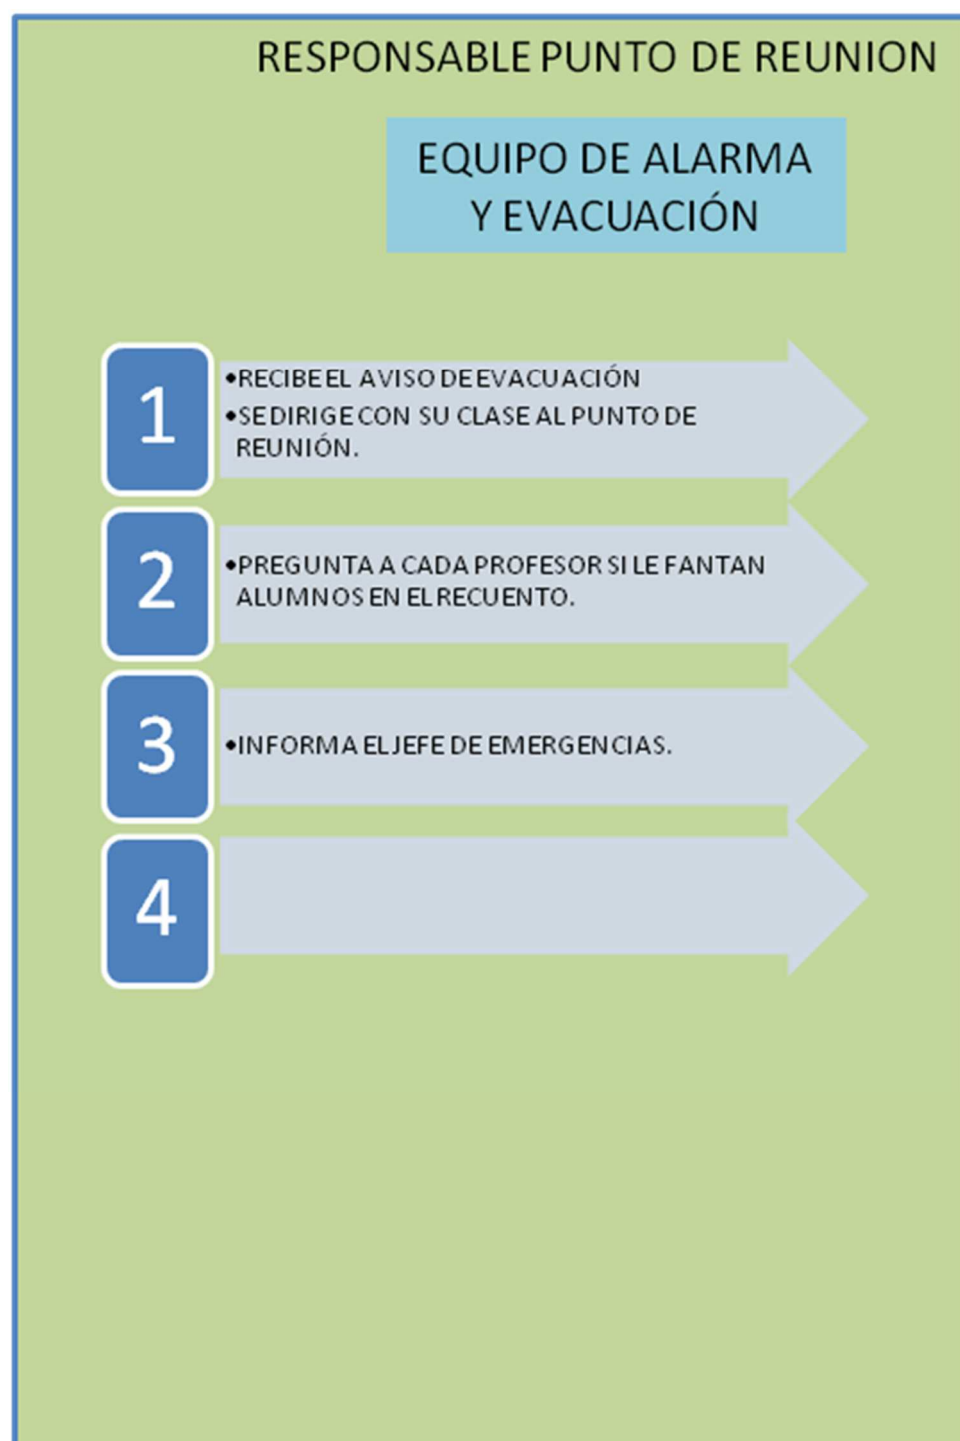 RESPONSABLE PUNTO DE REUNION
EQUIPO DE ALARMA
Y EVACUACIÓN
1
•RECIBE EL AVISO DE EVACUACIÓN
•SE DIRIGE CON SU CLASE AL PUNTO DE
REUNIÓN.
2
•PREGUNTA A CADA PROFESOR SI LE FANTAN
ALUMNOS EN EL RECUENTO.
3
•INFORMA EL JEFE DE EMERGENCIAS.
4